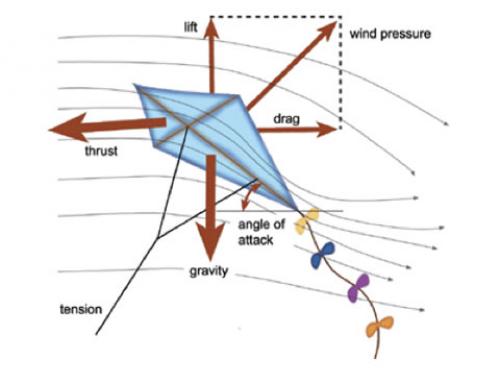 lift
wind pressure
drag
thrust
angle of
attack
gravity
tension